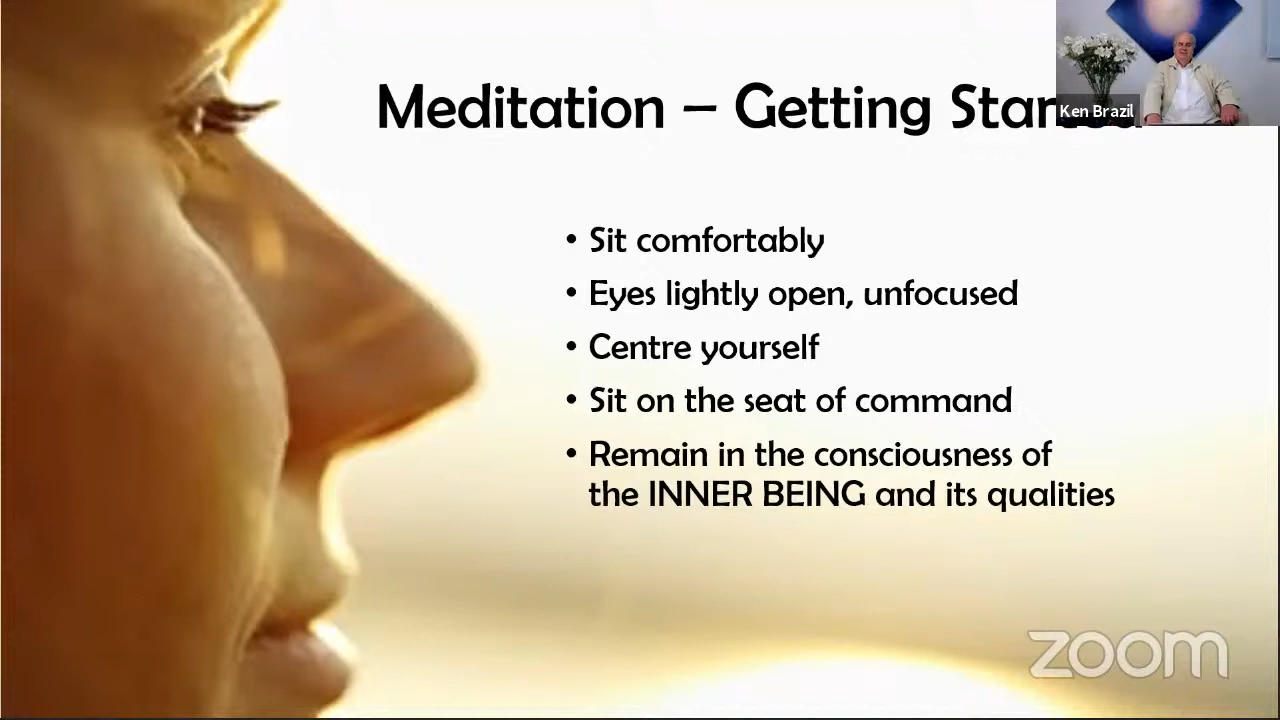 Meditation – Getting Started
Ken Brazil
• Sit comfortably
• Eyes lightly open, unfocused
• Centre yourself
• Sit on the seat of command
• Remain in the consciousness of
the INNER BEING and its qualities
zoom